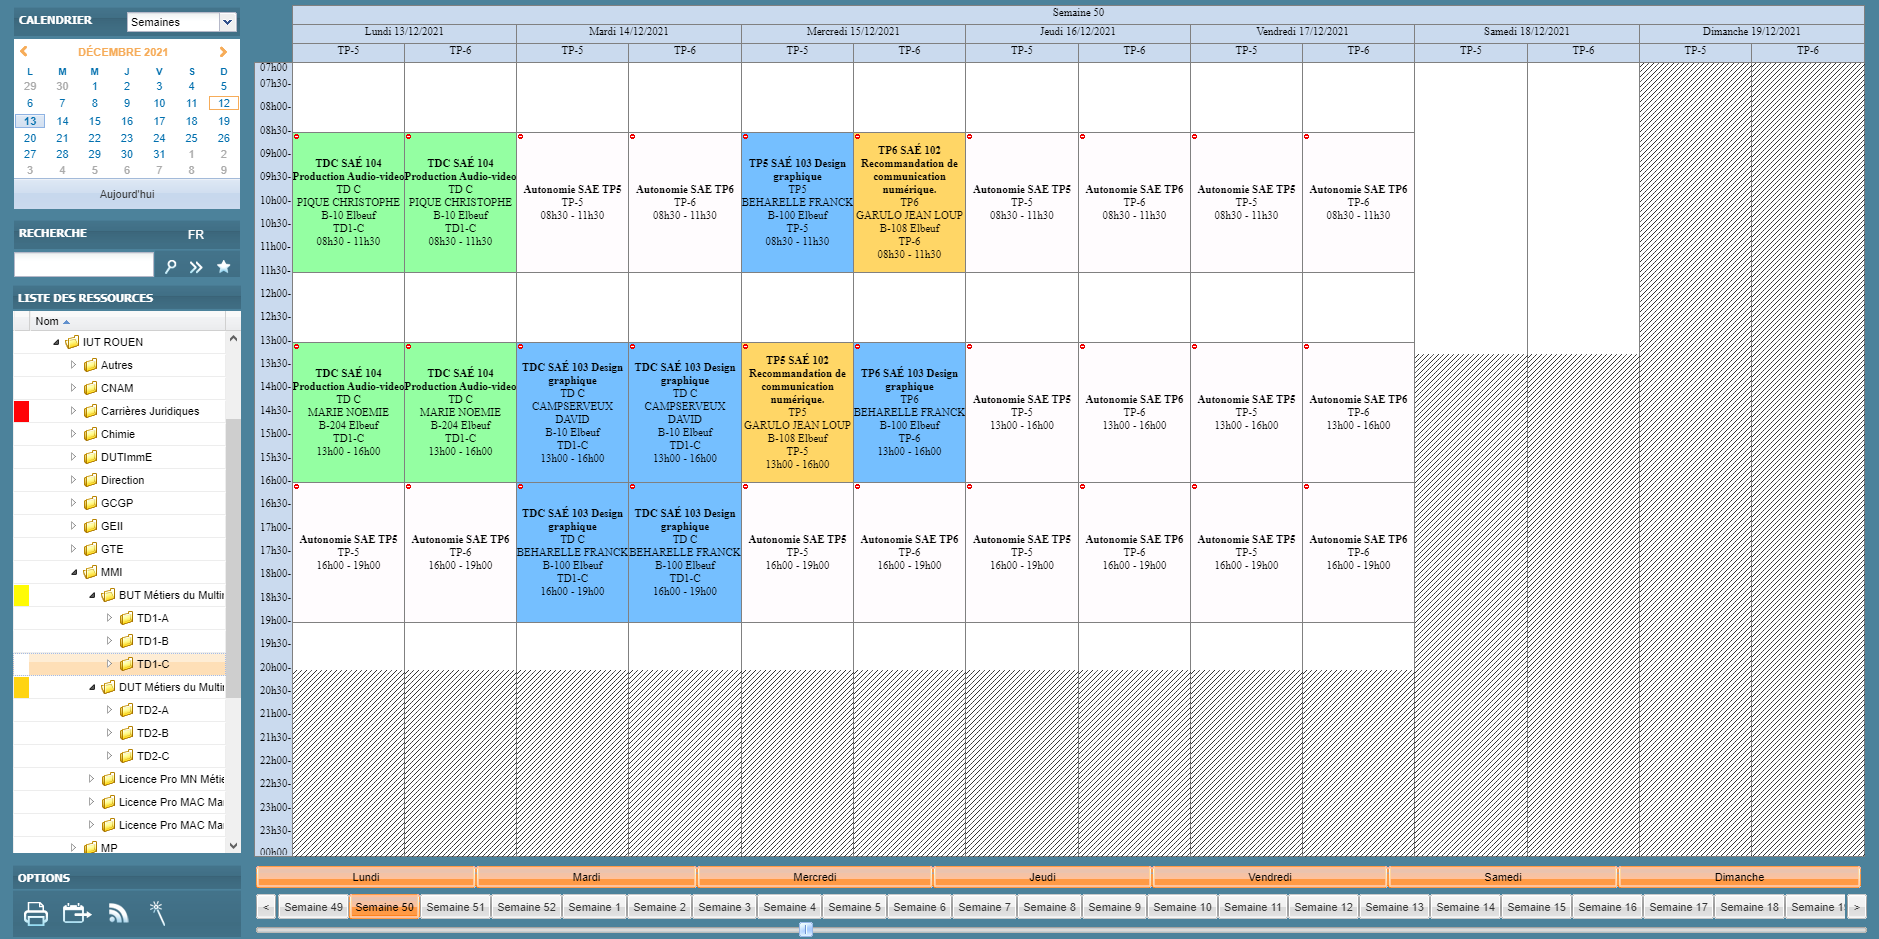 CALENDRIER
Semaines
DÉCEMBRE 2021
L M M J V S D
29 30 1 2 3 4 5
6 7 8 9 10 11 12
13 14 15 16 17 18 19
20 21 22 23 24 25 26
27 28 29 30 31 1 2
3 4 5 6 7 8 9
Aujourd'hui
RECHERCHE FR
LISTE DES RESSOURCES
Nom
IUT ROUEN
Autres
CNAM
Carrières Juridiques
Chimie
DUTImmE
Direction
GCGP
GEII
GTE
MMI
BUT Métiers du Multin
TD1-A
TD1-B
TD1-C
DUT Métiers du Multin
TD2-A
TD2-B
TD2-C
Licence Pro MN Métie
Licence Pro MAC Mar
Licence Pro MAC Mar
MP
OPTIONS
Semaine 50
Lundi 13/12/2021 Mardi 14/12/2021 Mercredi 15/12/2021 Jeudi 16/12/2021 Vendredi 17/12/2021 Samedi 18/12/2021 Dimanche 19/12/2021
TP-5 TP-6 TP-5 TP-6 TP-5 TP-6 TP-5 TP-6 TP-5 TP-6 TP-5 TP-6 TP-5 TP-6
07h00
07h30-
08h00-
08h30-
09h00-
09h30-
10h00-
10h30-
11h00-
11h30-
12h00-
12h30-
13h00-
13h30-
14h00-
14h30-
15h00-
15h30-
16h00-
16h30-
17h00-
17h30-
18h00-
18h30-
19h00-
19h30-
20h00-
20h30-
21h00-
21h30-
22h00-
22h30-
23h00-
23h30-
00h00
TDC SAÉ 104
Production Audio-video
TD C
PIQUE CHRISTOPHE
B-10 Elbeuf
TD1-C
08h30 - 11h30
TDC SAÉ 104
Production Audio-video
TD C
PIQUE CHRISTOPHE
B-10 Elbeuf
TD1-C
08h30 - 11h30
Autonomie SAE TP5
TP-5
08h30 - 11h30
Autonomie SAE TP6
TP-6
08h30 - 11h30
TP5 SAÉ 103 Design
graphique
TP5
BEHARELLE FRANCK
B-100 Elbeuf
TP-5
08h30 - 11h30
TP6 SAÉ 102
Recommandation de
communication
numérique.
TP6
GARULO JEAN LOUP
B-108 Elbeuf
TP-6
08h30 - 11h30
Autonomie SAE TP5
TP-5
08h30 - 11h30
Autonomie SAE TP6
TP-6
08h30 - 11h30
Autonomie SAE TP5
TP-5
08h30 - 11h30
Autonomie SAE TP6
TP-6
08h30 - 11h30
TDC SAÉ 104
Production Audio-video
TD C
MARIE NOEMIE
B-204 Elbeuf
TD1-C
13h00 - 16h00
TDC SAÉ 104
Production Audio-video
TD C
MARIE NOEMIE
B-204 Elbeuf
TD1-C
13h00 - 16h00
TDC SAÉ 103 Design
graphique
TD C
CAMPSERVEUX
DAVID
B-10 Elbeuf
TD1-C
13h00 - 16h00
TDC SAÉ 103 Design
graphique
TD C
CAMPSERVEUX
DAVID
B-10 Elbeuf
TD1-C
13h00 - 16h00
TP5 SAÉ 102
Recommandation de
communication
numérique.
TP5
GARULO JEAN LOUP
B-108 Elbeuf
TP-5
13h00 - 16h00
TP6 SAÉ 103 Design
graphique
TP6
BEHARELLE FRANCK
B-100 Elbeuf
TP-6
13h00 - 16h00
Autonomie SAE TP5
TP-5
13h00 - 16h00
Autonomie SAE TP6
TP-6
13h00 - 16h00
Autonomie SAE TP5
TP-5
13h00 - 16h00
Autonomie SAE TP6
TP-6
13h00 - 16h00
Autonomie SAE TP5
TP-5
16h00 - 19h00
Autonomie SAE TP6
TP-6
16h00 - 19h00
TDC SAÉ 103 Design
graphique
TD C
BEHARELLE FRANCK
B-100 Elbeuf
TD1-C
16h00 - 19h00
TDC SAÉ 103 Design
graphique
TD C
BEHARELLE FRANCK
B-100 Elbeuf
TD1-C
16h00 - 19h00
Autonomie SAE TP5
TP-5
16h00 - 19h00
Autonomie SAE TP6
TP-6
16h00 - 19h00
Autonomie SAE TP5
TP-5
16h00 - 19h00
Autonomie SAE TP6
TP-6
16h00 - 19h00
Autonomie SAE TP5
TP-5
16h00 - 19h00
Autonomie SAE TP6
TP-6
16h00 - 19h00
Lundi Mardi Mercredi Jeudi Vendredi Samedi Dimanche
< Semaine 49 Semaine 50 Semaine 51 Semaine 52 Semaine 1 Semaine 2 Semaine 3 Semaine 4 Semaine 5 Semaine 6 Semaine 7 Semaine 8 Semaine 9 Semaine 10 Semaine 11 Semaine 12 Semaine 13 Semaine 14 Semaine 15 Semaine 16 Semaine 17 Semaine 18 Semaine 1 >